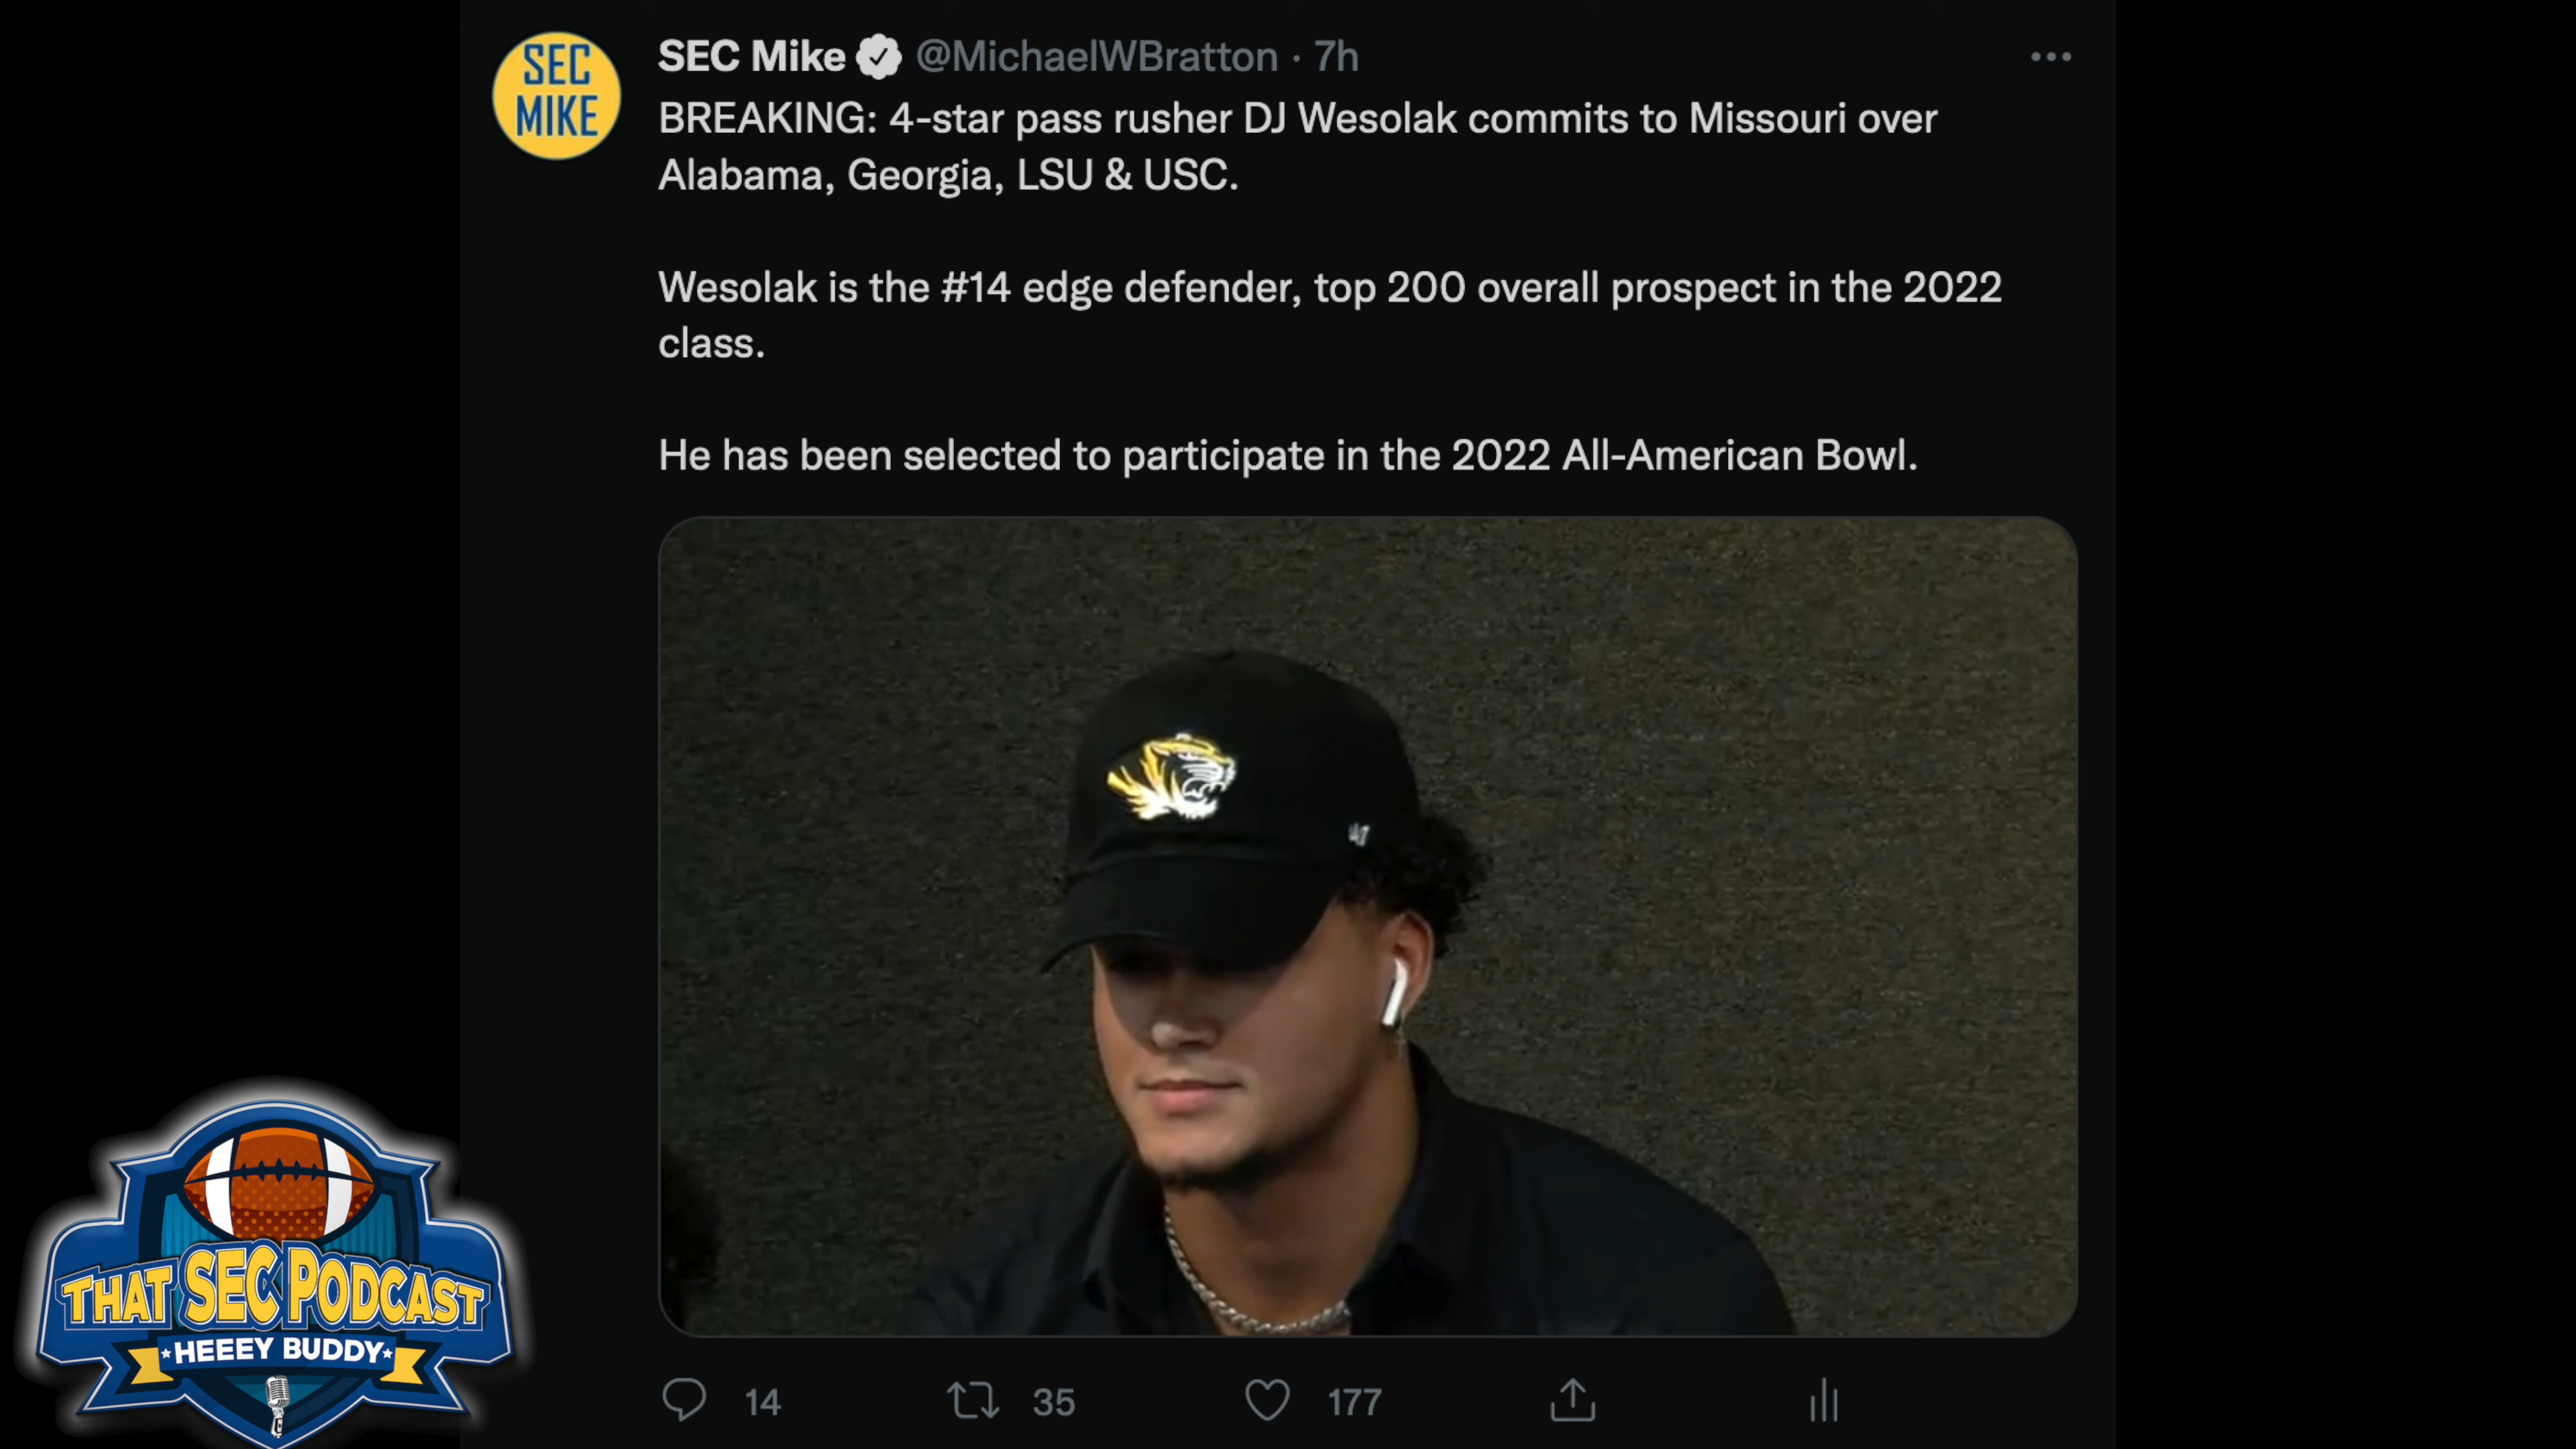 SEC MIKE
SEC Mike @MichaelWBratton · 7h
BREAKING: 4-star pass rusher DJ Wesolak commits to Missouri over
Alabama, Georgia, LSU & USC.
Wesolak is the #14 edge defender, top 200 overall prospect in the 2022
class.
He has been selected to participate in the 2022 All-American Bowl.
47
THAT SEC PODCAST
HEEEY BUDDY
14 35 177